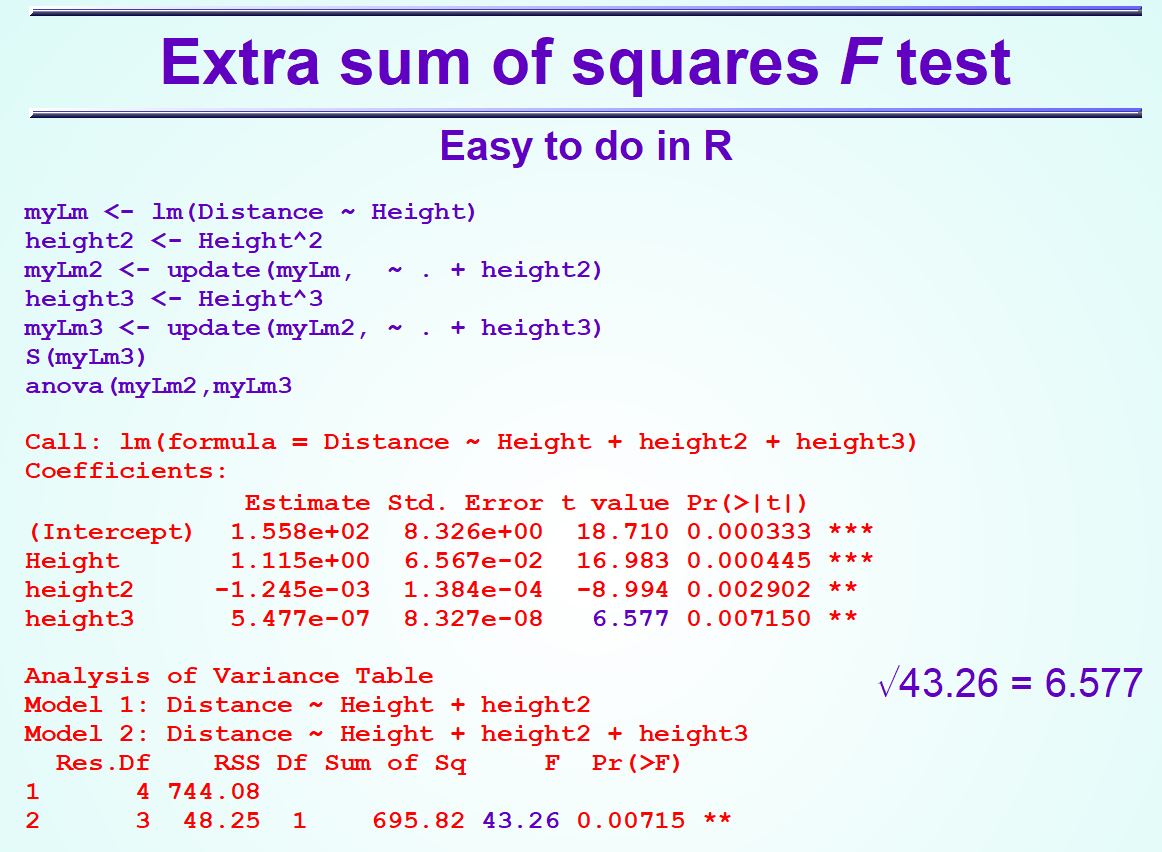 Extra sum of squares F test
Easy to do in R
myLm <- lm(Distance ~ Height)
height2 <- Height^2
myLm2 <- update(myLm,  ~ . + height2)
height3 <- Height^3
myLm3 <- update(myLm2, ~ . + height3)
S(myLm3)
anova(myLm2,myLm3
Call: lm(formula = Distance ~ Height + height2 + height3)
Coefficients:
              Estimate Std. Error t value Pr(>|t|)
(Intercept)  1.558e+02  8.326e+00  18.710 0.000333 ***
Height       1.115e+00  6.567e-02  16.983 0.000445 ***
height2     -1.245e-03  1.384e-04  -8.994 0.002902 **
height3      5.477e-07  8.327e-08   6.577 0.007150 **
Analysis of Variance Table
√43.26 = 6.577
Model 1: Distance ~ Height + height2
Model 2: Distance ~ Height + height2 + height3
  Res.Df    RSS Df Sum of Sq     F  Pr(>F)
1      4 744.08
2      3  48.25  1    695.82 43.26 0.00715 **